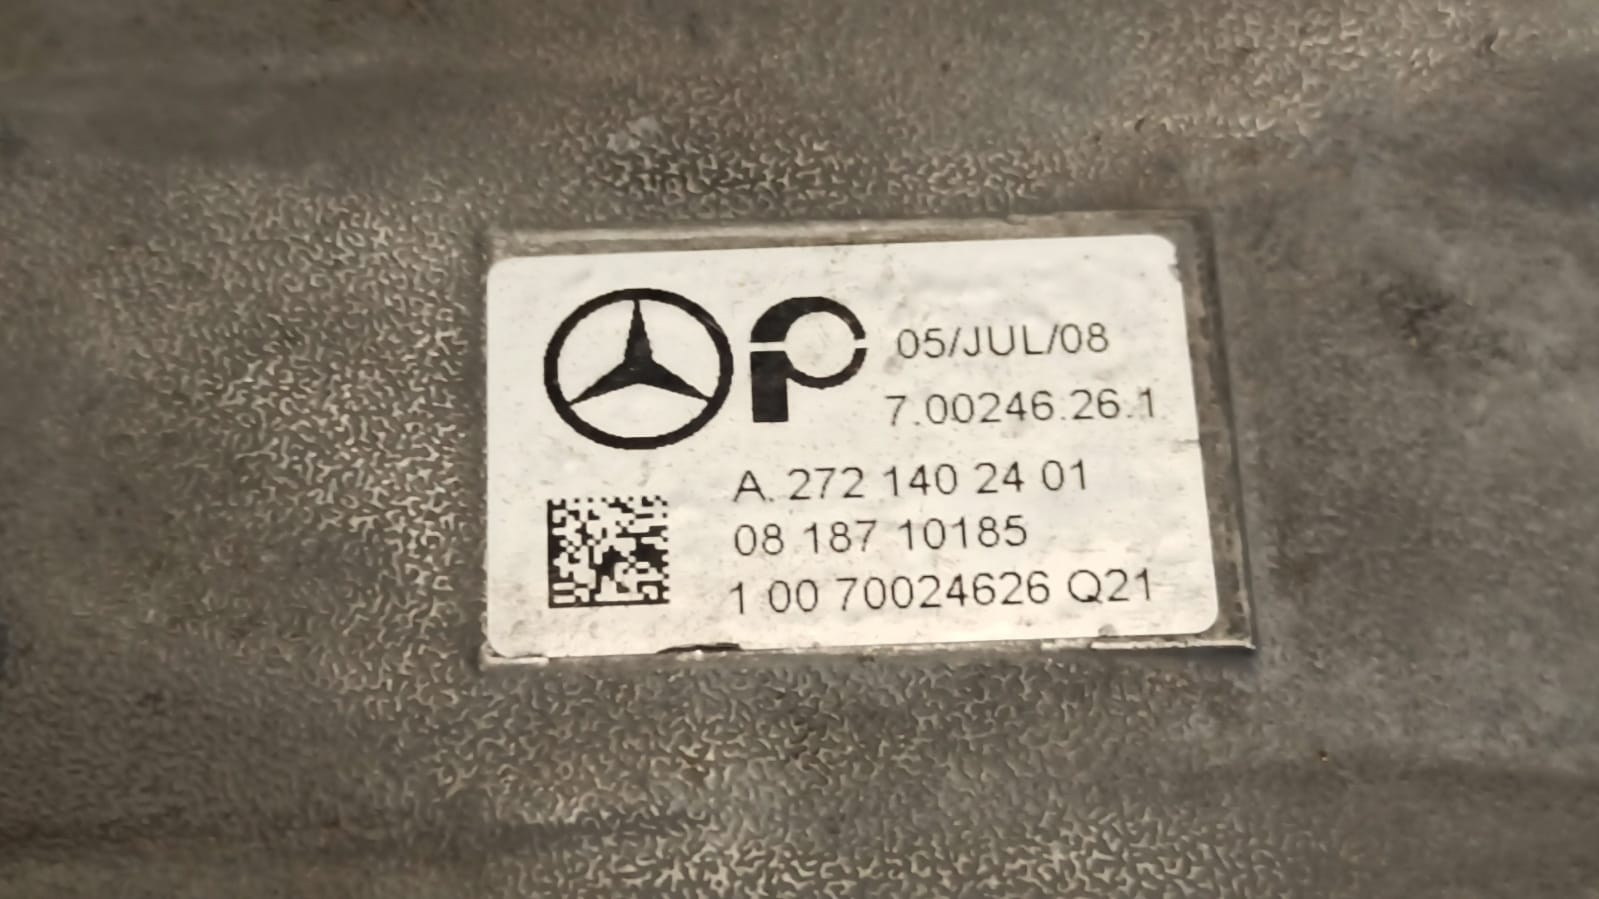 05/JUL/08
7.00246.26.1
A. 272 140 24 01
08 187 10185
1 00 70024626 Q21